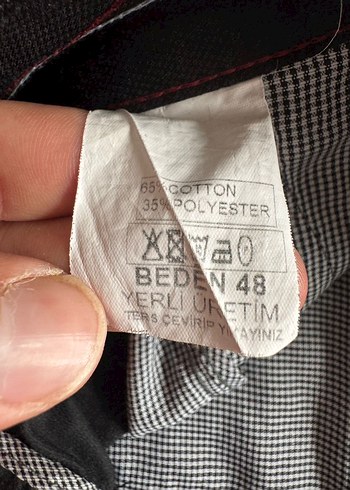 65% COTTON
35% POLYESTER
BEDEN 48
YERLİ ÜRETİM
TERS ÇEVİRİP YIKAYINIZ